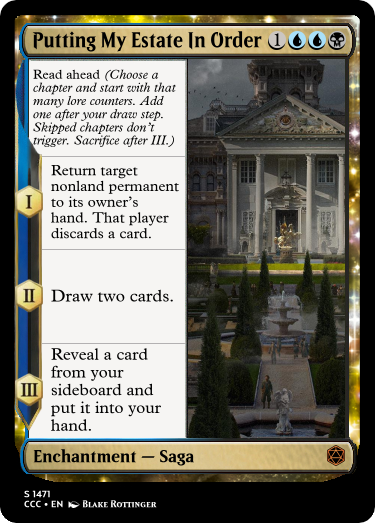 Putting My Estate In Order 1
Read ahead (Choose a
chapter and start with that
many lore counters. Add
one after your draw step.
Skipped chapters don't
trigger. Sacrifice after III.)
I
Return target
nonland permanent
to its owner's
hand. That player
discards a card.
II
Draw two cards.
III
Reveal a card
from your
sideboard and
put it into your
hand.
Enchantment — Saga
S 1471
CCC • EN Blake Rottinger